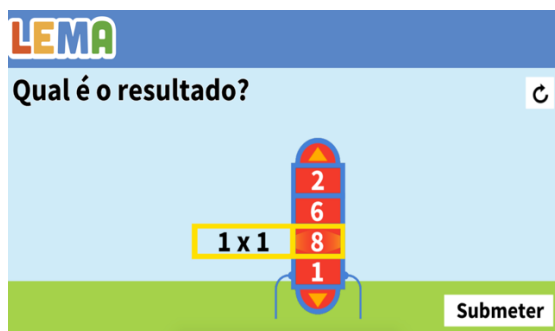 LEMA
Qual é o resultado?
2
6
1 x 1 8
1
Submeter